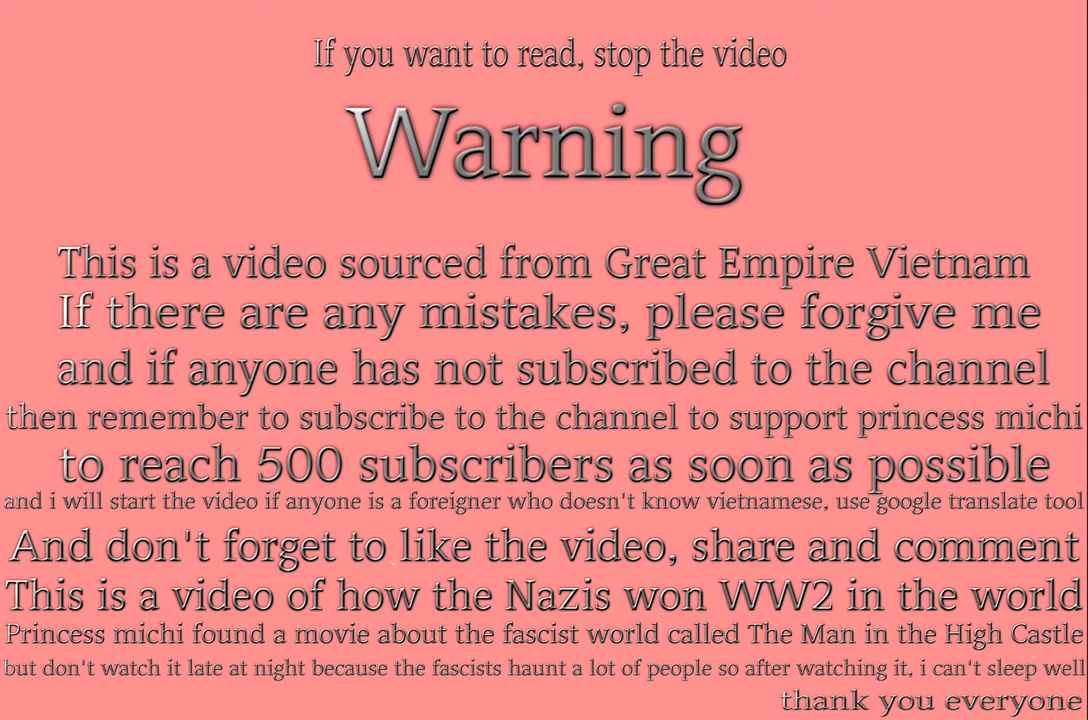 If you want to read, stop the video
Warning
This is a video sourced from Great Empire Vietnam
If there are any mistakes, please forgive me
and if anyone has not subscribed to the channel
then remember to subscribe to the channel to support princess michi
to reach 500 subscribers as soon as possible
and i will start the video if anyone is a foreigner who doesn't know vietnamese, use google translate tool
And don't forget to like the video, share and comment
This is a video of how the Nazis won WW2 in the world
Princess michi found a movie about the fascist world called The Man in the High Castle
but don't watch it late at night because the fascists haunt a lot of people so after watching it, i can't sleep well
thank you everyone